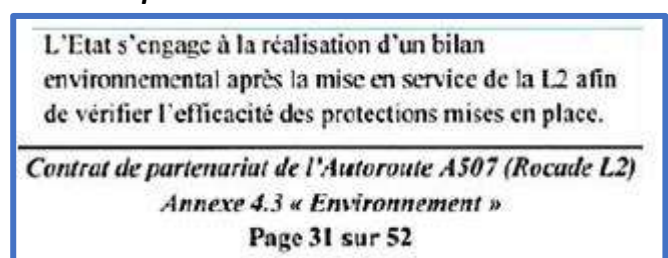 L'Etat s'engage à la réalisation d'un bilan
environnemental après la mise en service de la L2 afin
de vérifier l'efficacité des protections mises en place.
Contrat de partenariat de l'Autoroute A507 (Rocade L2)
Annexe 4.3 « Environnement »
Page 31 sur 52